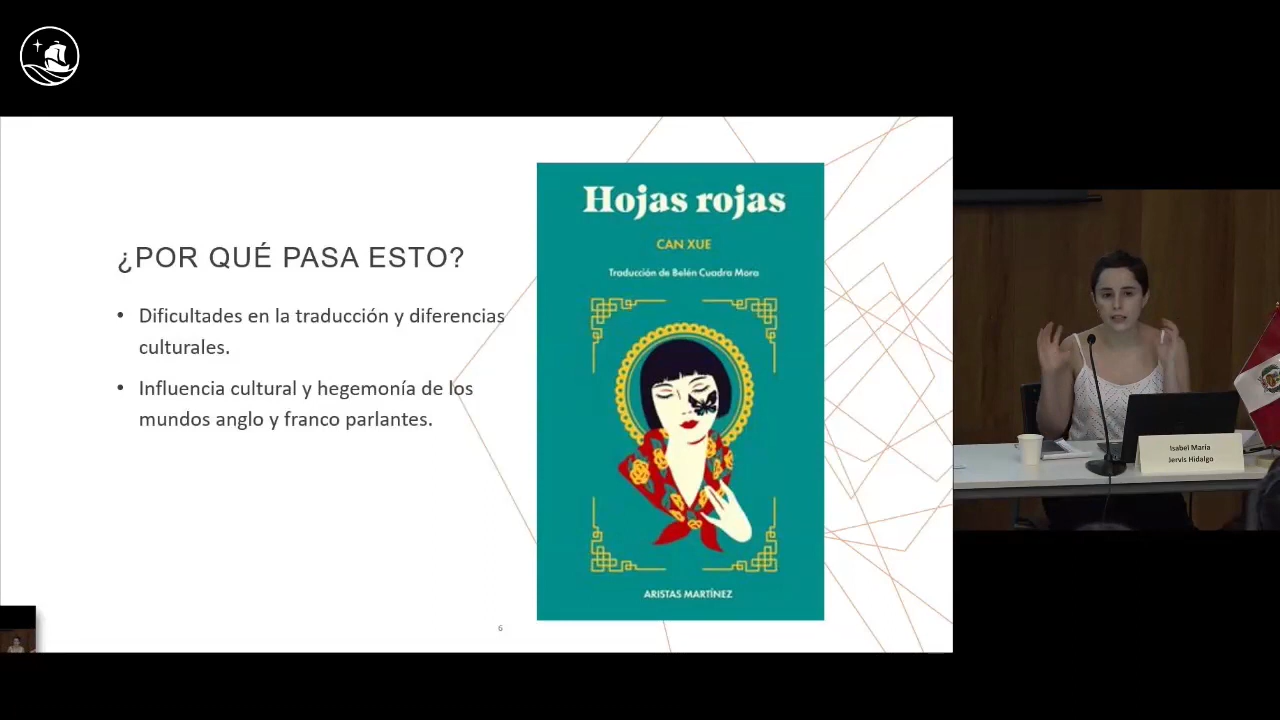 ¿POR QUÉ PASA ESTO?
• Dificultades en la traducción y diferencias
culturales.
• Influencia cultural y hegemonía de los
mundos anglo y franco parlantes.
6
Hojas rojas
CAN XUE
Traducción de Belén Cuadra Mora
ARISTAS MARTÍNEZ
Isabel María
Jervis Hidalgo